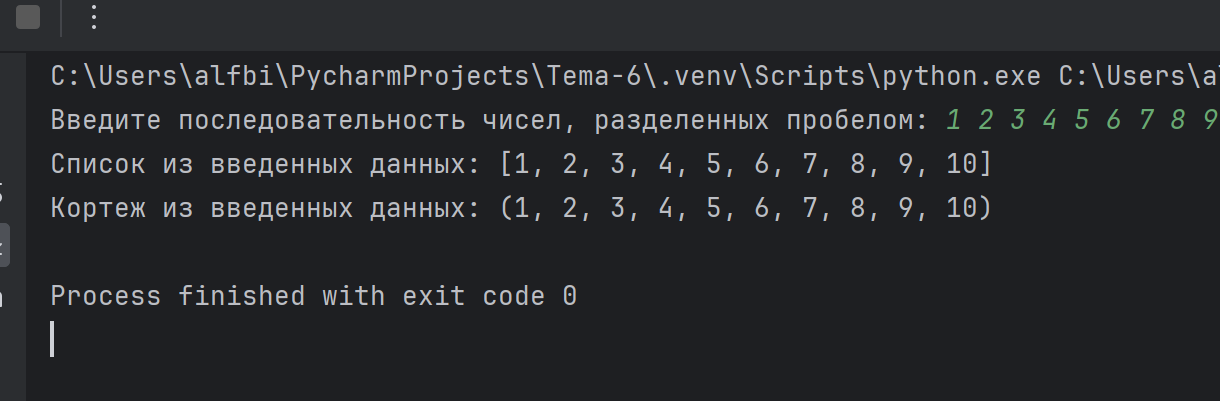 C:\Users\alfbi\PycharmProjects\Tema-6\.venv\Scripts\python.exe C:\Users\a
Введите последовательность чисел, разделенных пробелом: 1 2 3 4 5 6 7 8 9
Список из введенных данных: [1, 2, 3, 4, 5, 6, 7, 8, 9, 10]
Кортеж из введенных данных: (1, 2, 3, 4, 5, 6, 7, 8, 9, 10)
Process finished with exit code 0